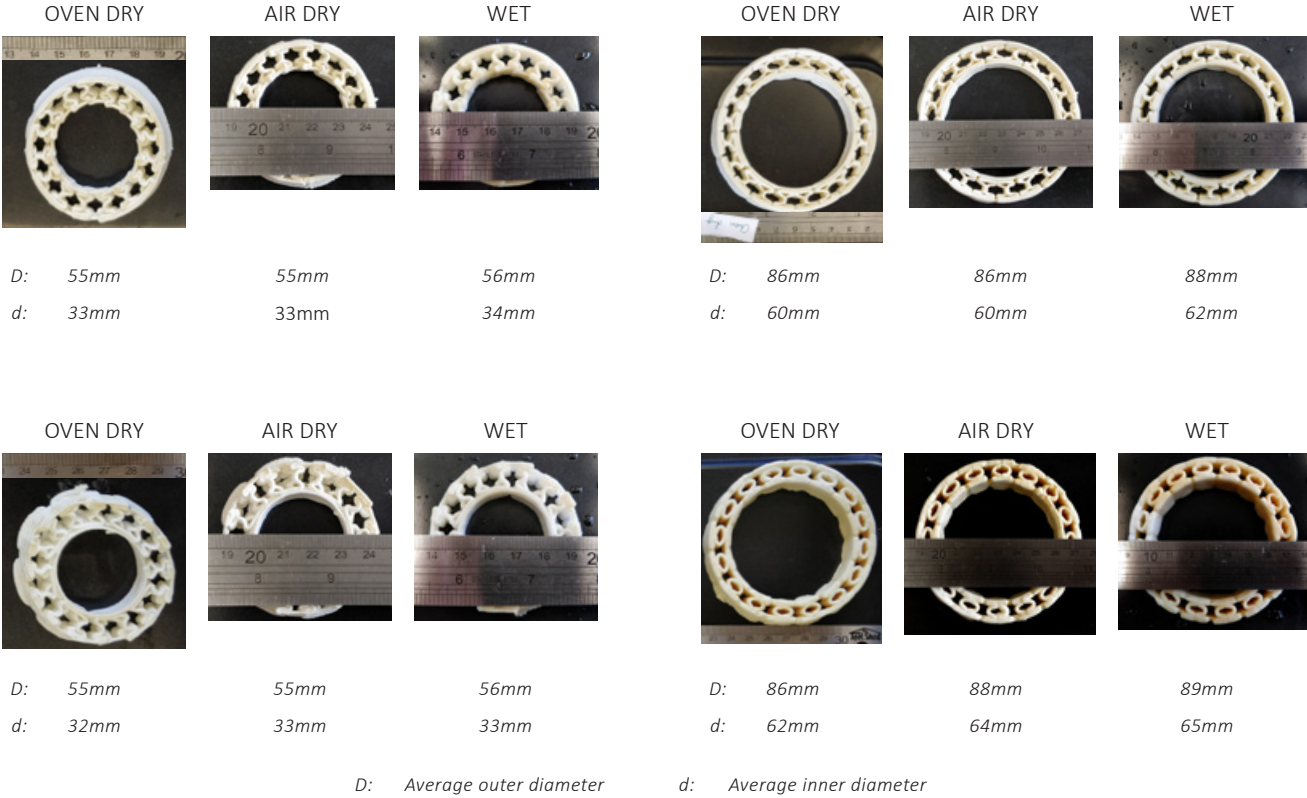 OVEN DRY AIR DRY WET
D: 55mm 55mm 56mm
d: 33mm 33mm 34mm
OVEN DRY AIR DRY WET
D: 86mm 86mm 88mm
d: 60mm 60mm 62mm
OVEN DRY AIR DRY WET
D: 55mm 55mm 56mm
d: 32mm 33mm 33mm
OVEN DRY AIR DRY WET
D: 86mm 88mm 89mm
d: 62mm 64mm 65mm
D: Average outer diameter d: Average inner diameter